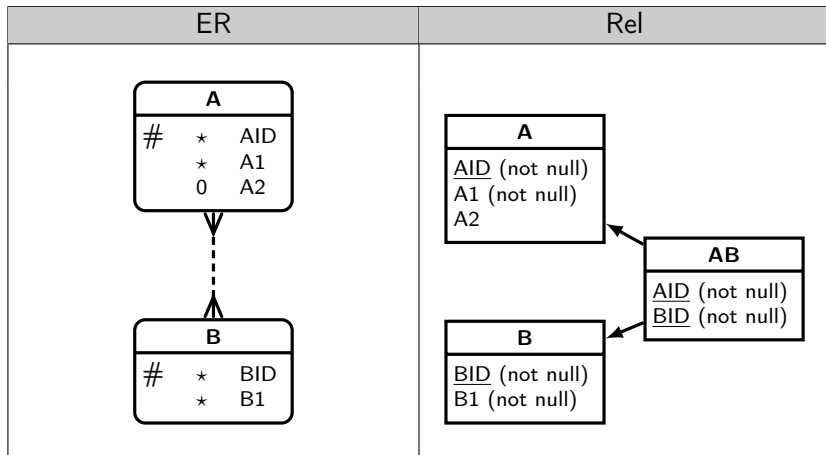 ER
Rel
A
# ⋆ AID
⋆ A1
0 A2
B
# ⋆ BID
⋆ B1
A
AID (not null)
A1 (not null)
A2
AB
AID (not null)
BID (not null)
B
BID (not null)
B1 (not null)